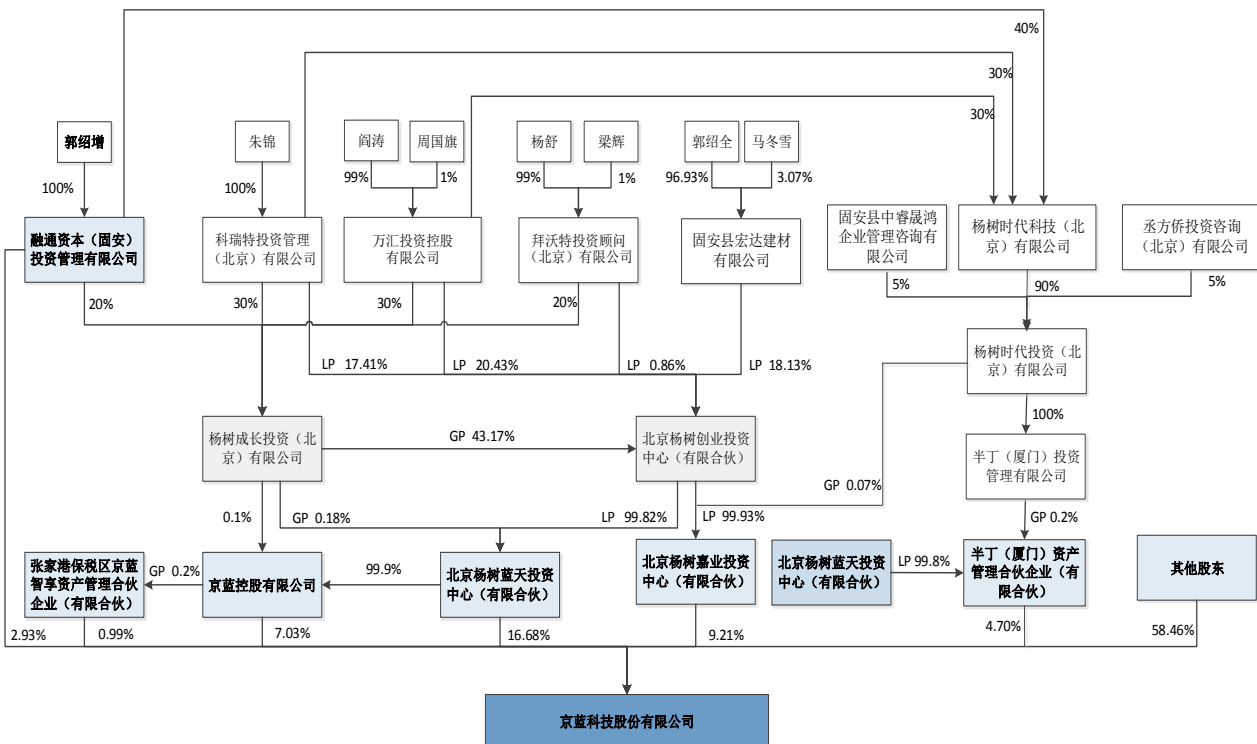 40%
30%
30%
郭绍增
朱锦
阎涛
周国旗
杨舒
梁辉
郭绍全
马冬雪
100%
100%
99%
1%
99%
1%
96.93%
3.07%
融通资本（固安）
投资管理有限公司
科瑞特投资管理
（北京）有限公司
万汇投资控股
有限公司
拜沃特投资顾问
（北京）有限公司
固安县宏达建材
有限公司
固安县中睿晟鸿
企业管理咨询有
限公司
杨树时代科技（北
京）有限公司
丞方侨投资咨询
（北京）有限公司
20%
30%
30%
20%
5%
90%
5%
LP 17.41%
LP 20.43%
LP 0.86%
LP 18.13%
杨树时代投资（北
京）有限公司
100%
杨树成长投资（北
京）有限公司
GP 43.17%
北京杨树创业投资
中心（有限合伙）
半丁（厦门）投资
管理有限公司
GP 0.07%
0.1%
GP 0.18%
LP 99.82%
LP 99.93%
GP 0.2%
张家港保税区京蓝
智享资产管理合伙
企业（有限合伙）
GP 0.2%
京蓝控股有限公司
99.9%
北京杨树蓝天投资
中心（有限合伙）
北京杨树嘉业投资
中心（有限合伙）
北京杨树蓝天投资
中心（有限合伙）
LP 99.8%
半丁（厦门）资产
管理合伙企业（有
限合伙）
其他股东
2.93%
0.99%
7.03%
16.68%
9.21%
4.70%
58.46%
京蓝科技股份有限公司